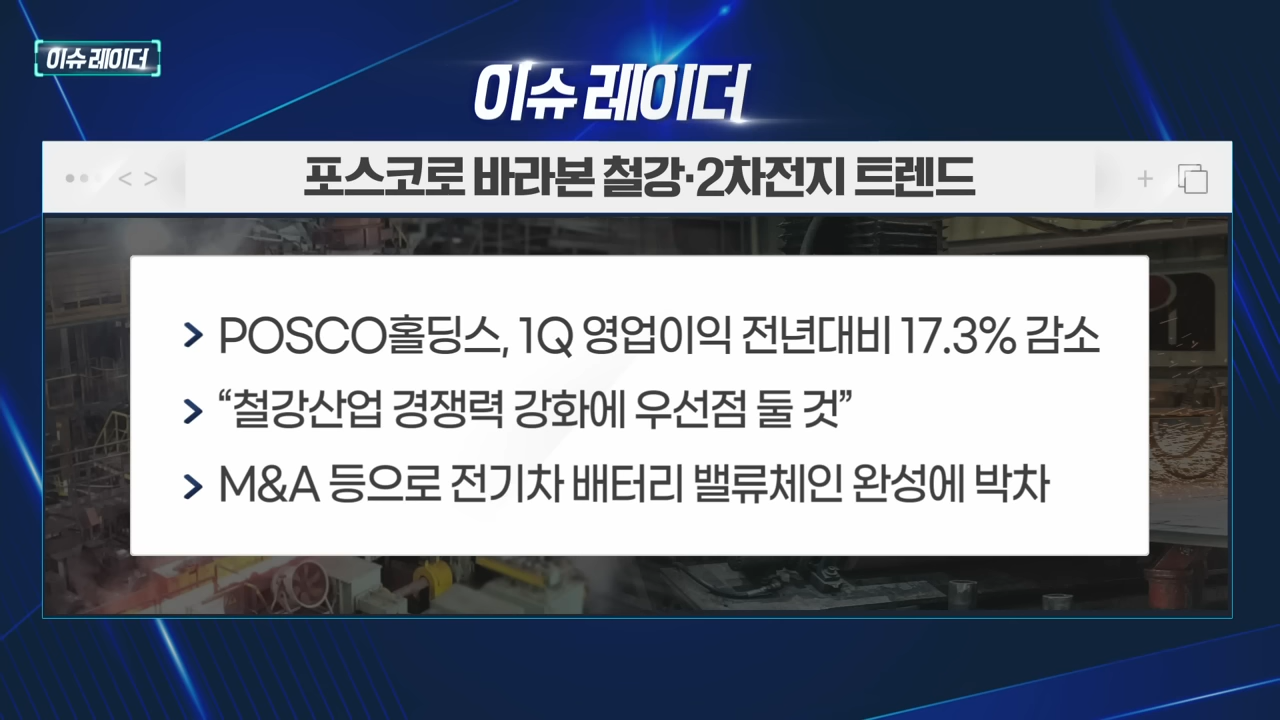 이슈 레이더
이슈 레이더
포스코로 바라본 철강·2차전지 트렌드
POSCO홀딩스, 1Q 영업이익 전년대비 17.3% 감소
“철강산업 경쟁력 강화에 우선점 둘 것”
M&A 등으로 전기차 배터리 밸류체인 완성에 박차